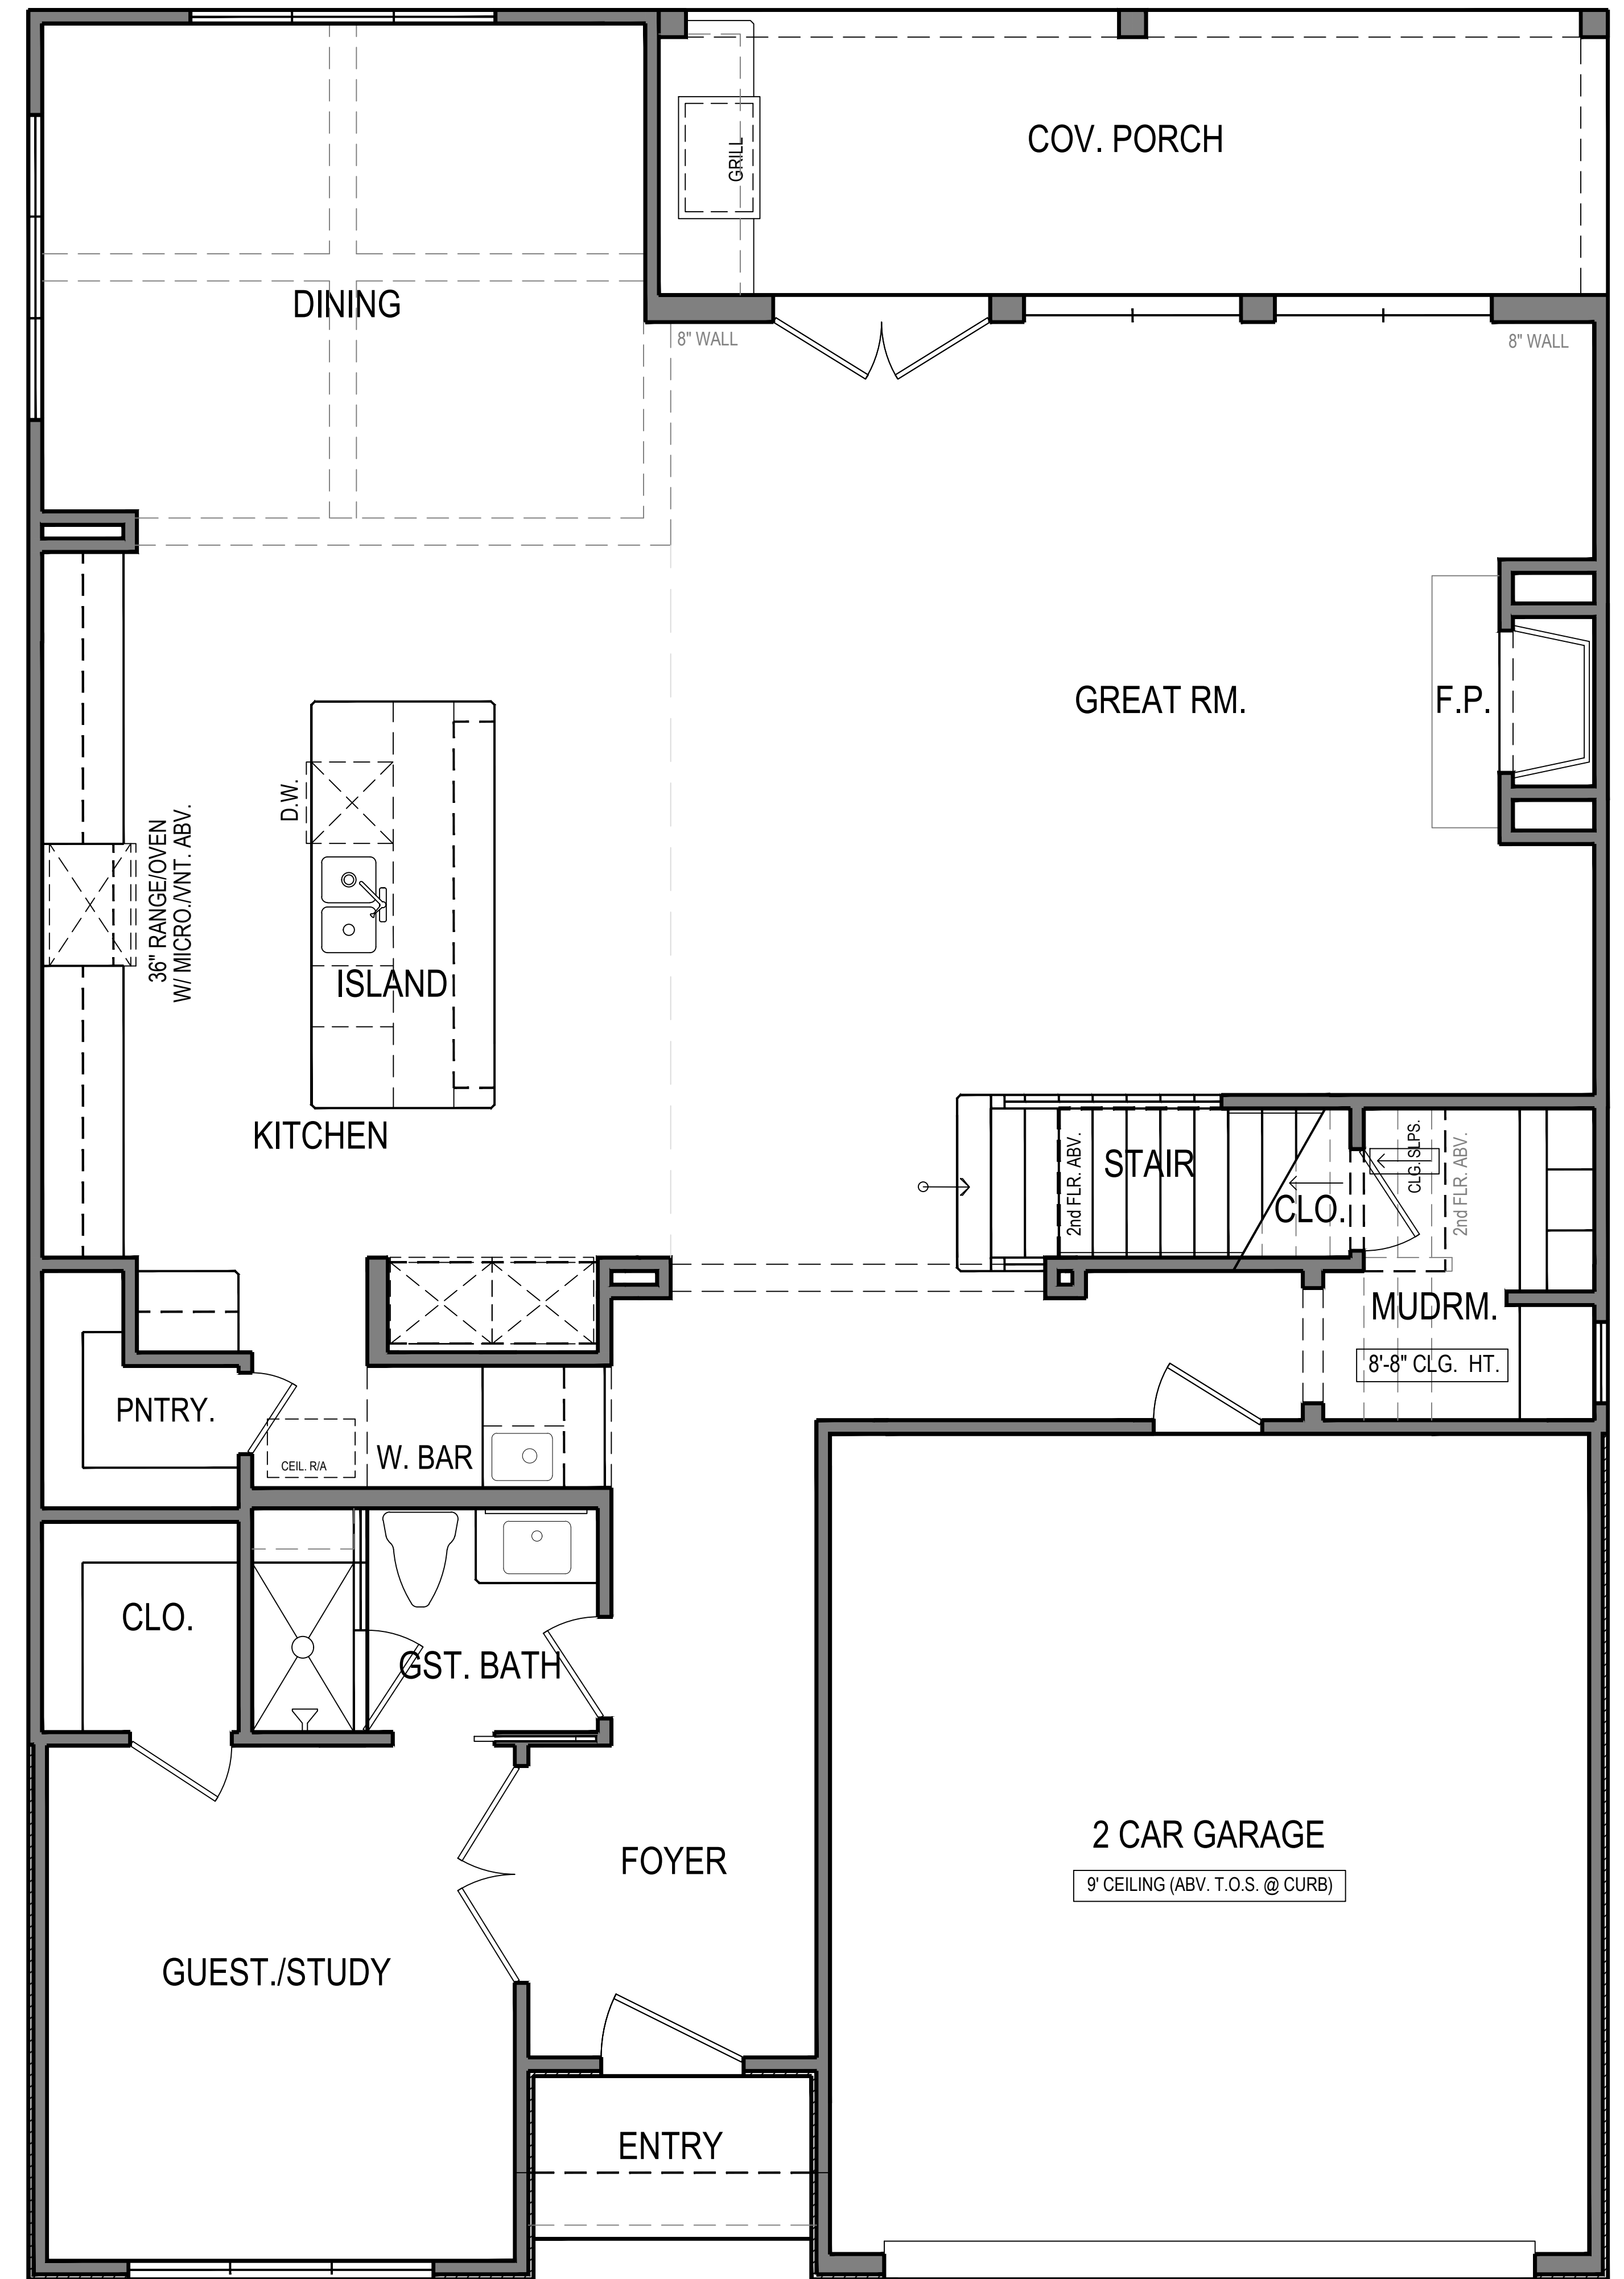 COV. PORCH
GRILL
DINING
8" WALL
8" WALL
GREAT RM.
F.P.
D.W.
36" RANGE/OVEN
W/ MICRO./VNT. ABV.
ISLAND
KITCHEN
2nd FLR. ABV.
STAIR
CLO.
CLG. SLPS.
2nd FLR. ABV.
MUDRM.
8'-8" CLG. HT.
PNTRY.
CEIL. R/A
W. BAR
CLO.
GST. BATH
FOYER
2 CAR GARAGE
9' CEILING (ABV. T.O.S. @ CURB)
GUEST./STUDY
ENTRY